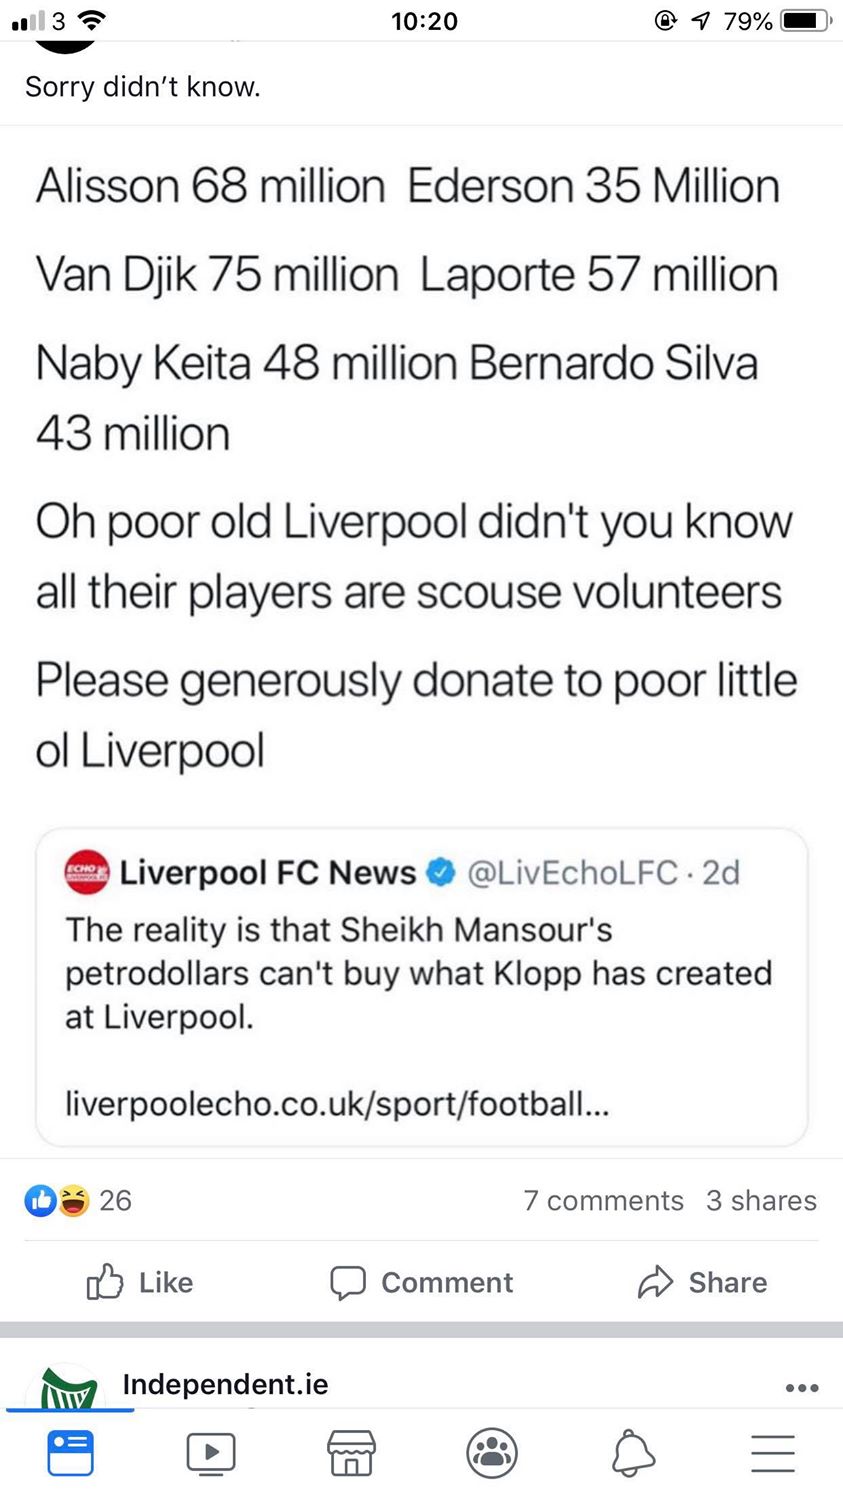 3 10:20 79%
Sorry didn't know.
Alisson 68 million Ederson 35 Million
Van Djik 75 million Laporte 57 million
Naby Keita 48 million Bernardo Silva
43 million
Oh poor old Liverpool didn't you know
all their players are scouse volunteers
Please generously donate to poor little
ol Liverpool
ECHO Liverpool FC News @LivEchoLFC · 2d
The reality is that Sheikh Mansour's
petrodollars can't buy what Klopp has created
at Liverpool.
liverpoolecho.co.uk/sport/football...
26 7 comments 3 shares
Like Comment Share
Independent.ie